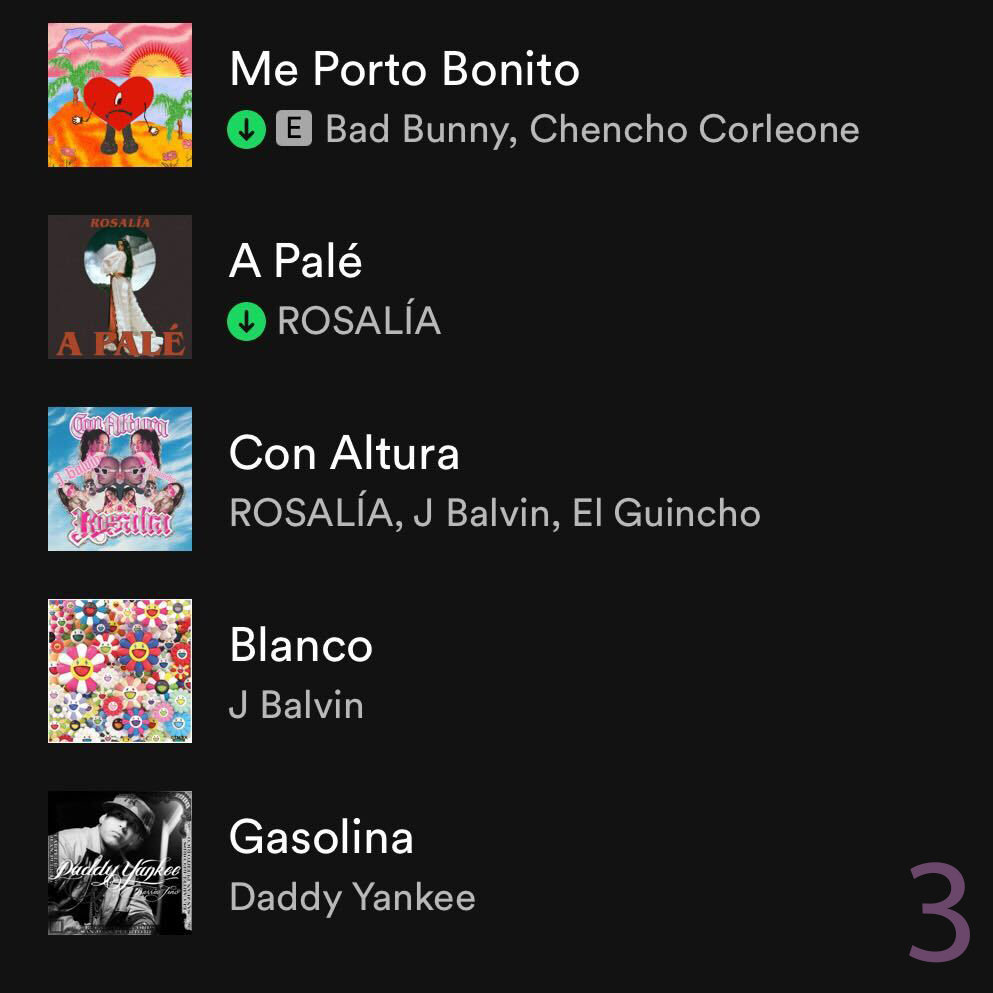 Me Porto Bonito
E Bad Bunny, Chencho Corleone
ROSALÍA
A PALÉ
A Palé
ROSALÍA
Con Altura
J Balvin
Rosalía
Con Altura
ROSALÍA, J Balvin, El Guincho
Blanco
J Balvin
Daddy Yankee
Gasolina
Daddy Yankee
3